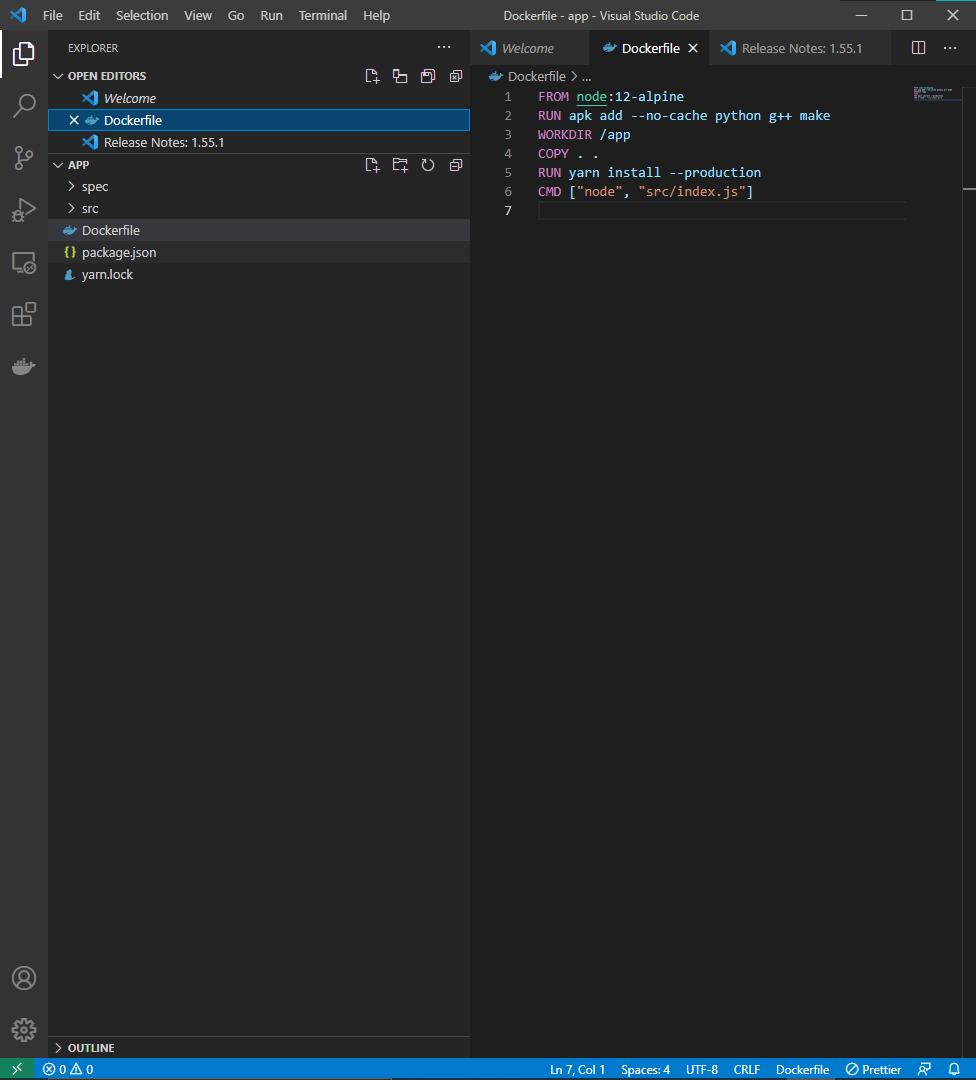 File Edit Selection View Go Run Terminal Help Dockerfile - app - Visual Studio Code
EXPLORER
OPEN EDITORS
Welcome
Dockerfile
Release Notes: 1.55.1
APP
spec
src
Dockerfile
package.json
yarn.lock
OUTLINE
Welcome Dockerfile Release Notes: 1.55.1
Dockerfile > ...
1 FROM node:12-alpine
2 RUN apk add --no-cache python g++ make
3 WORKDIR /app
4 COPY . .
5 RUN yarn install --production
6 CMD ["node", "src/index.js"]
7
0 0 Ln 7, Col 1 Spaces: 4 UTF-8 CRLF Dockerfile Prettier